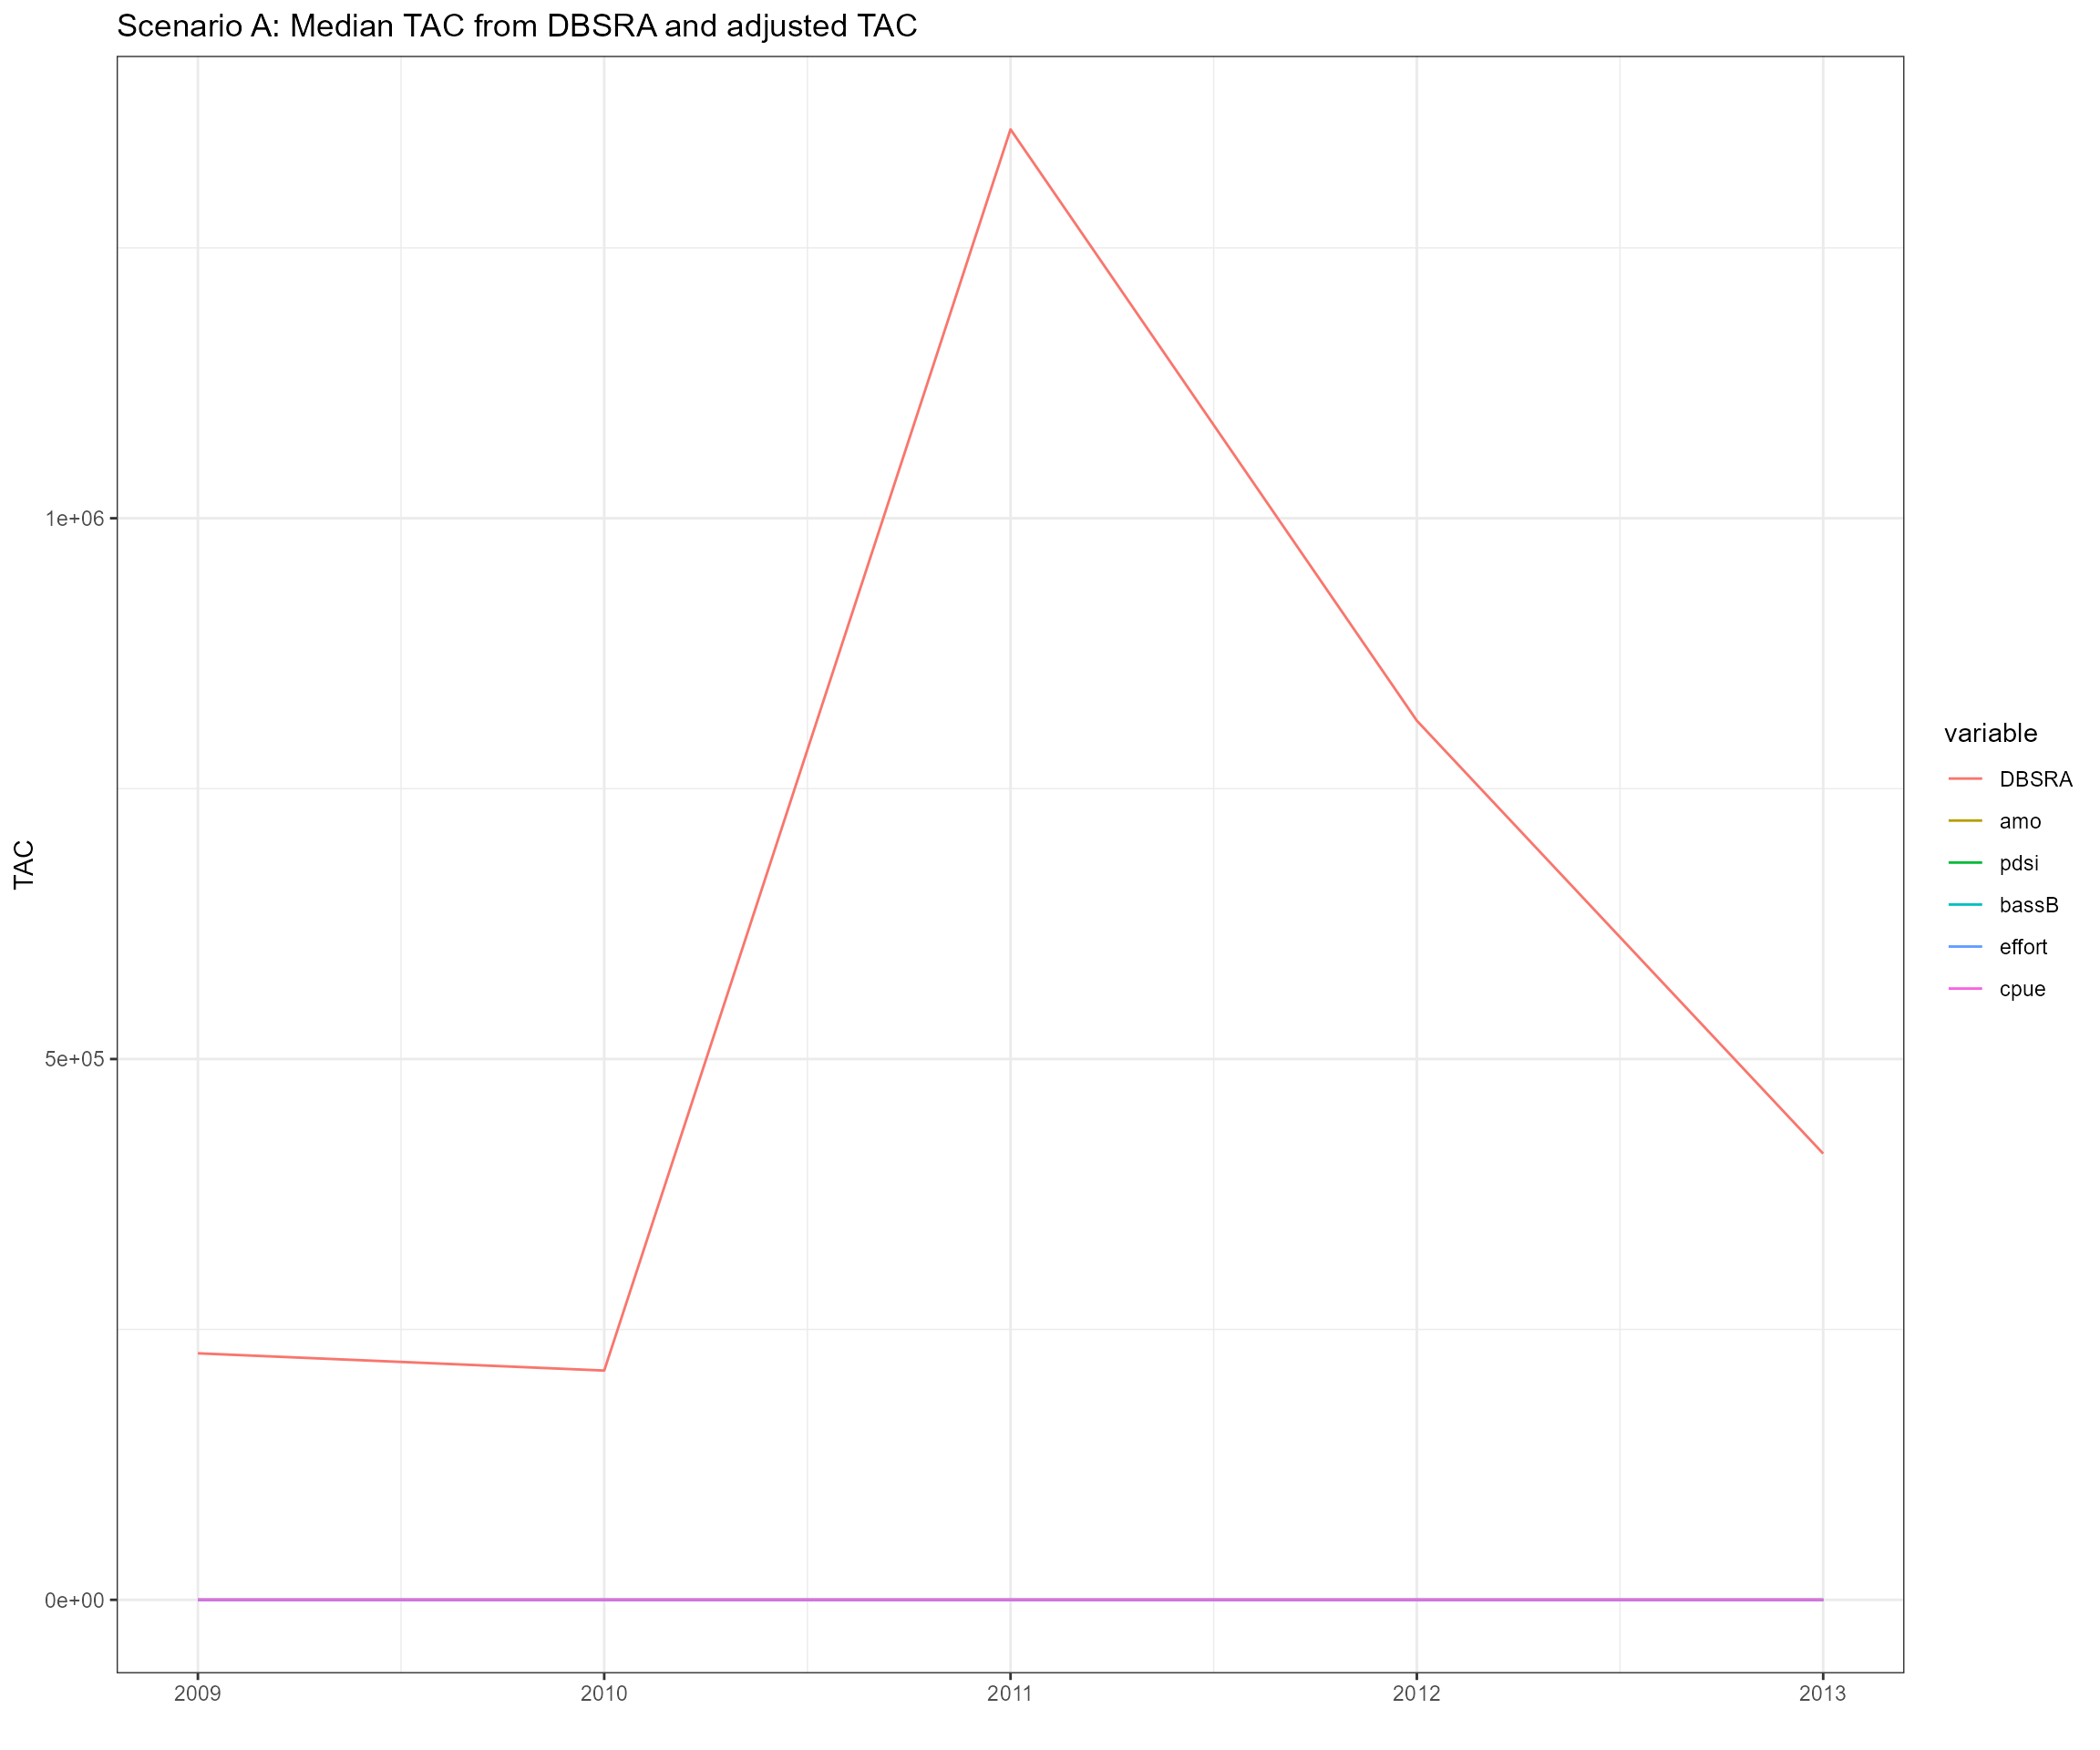 Scenario A: Median TAC from DBSRA and adjusted TAC
TAC
1e+06
5e+05
0e+00
2009 2010 2011 2012 2013
variable
DBSRA
amo
pdsi
bassB
effort
cpue